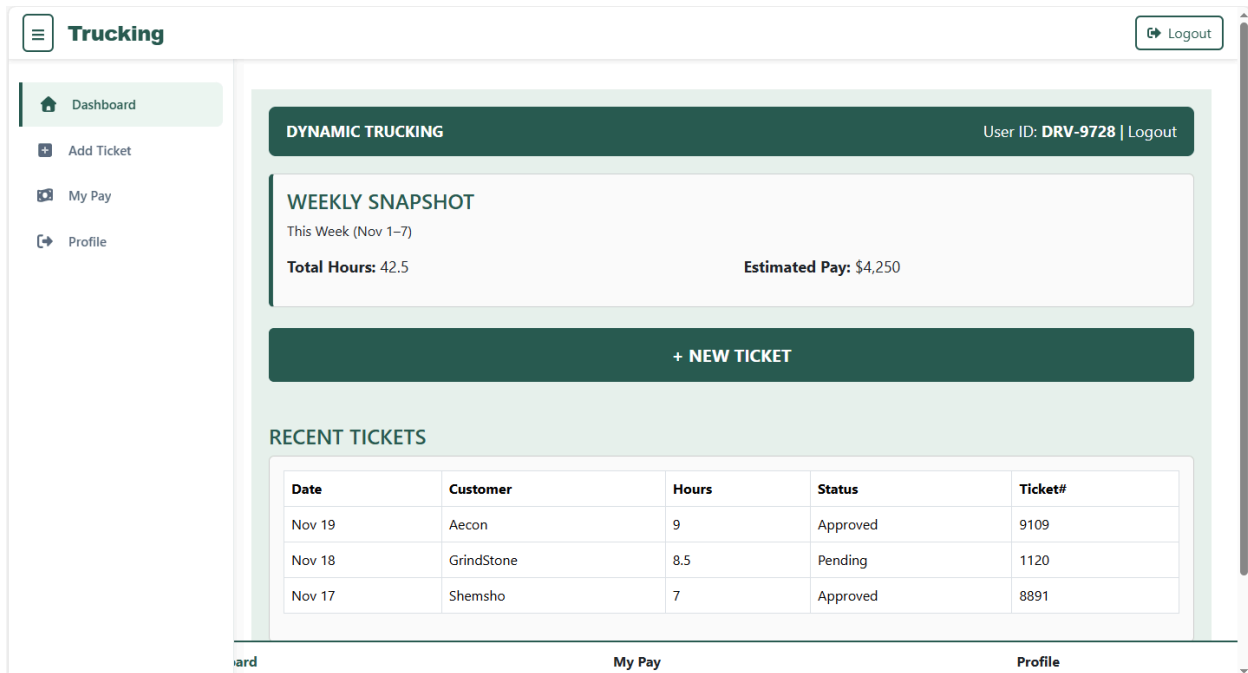 Trucking
Logout
Dashboard
Add Ticket
My Pay
Profile
DYNAMIC TRUCKING
User ID: DRV-9728 | Logout
WEEKLY SNAPSHOT
This Week (Nov 1–7)
Total Hours: 42.5
Estimated Pay: $4,250
+ NEW TICKET
RECENT TICKETS
Date Customer Hours Status Ticket#
Nov 19 Aecon 9 Approved 9109
Nov 18 GrindStone 8.5 Pending 1120
Nov 17 Shemsho 7 Approved 8891
ard My Pay Profile